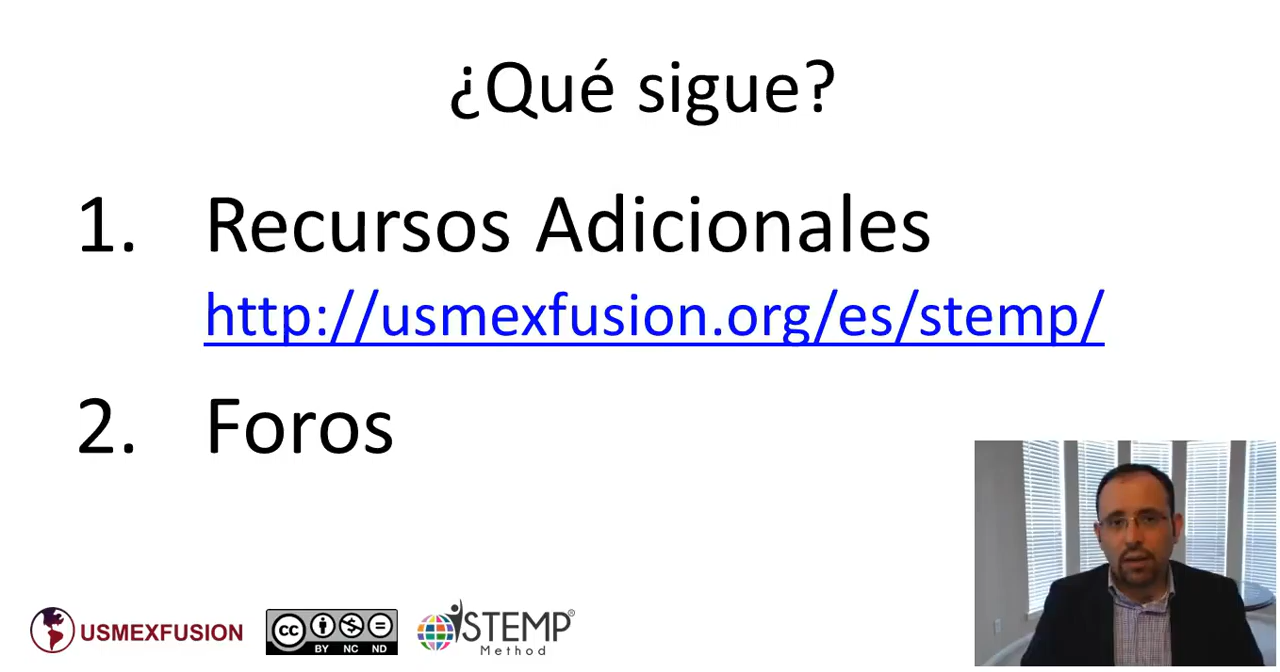 ¿Qué sigue?
1. Recursos Adicionales
http://usmexfusion.org/es/stemp/
2. Foros
USMEXFUSION
cc BY NC ND
STEMP®
Method